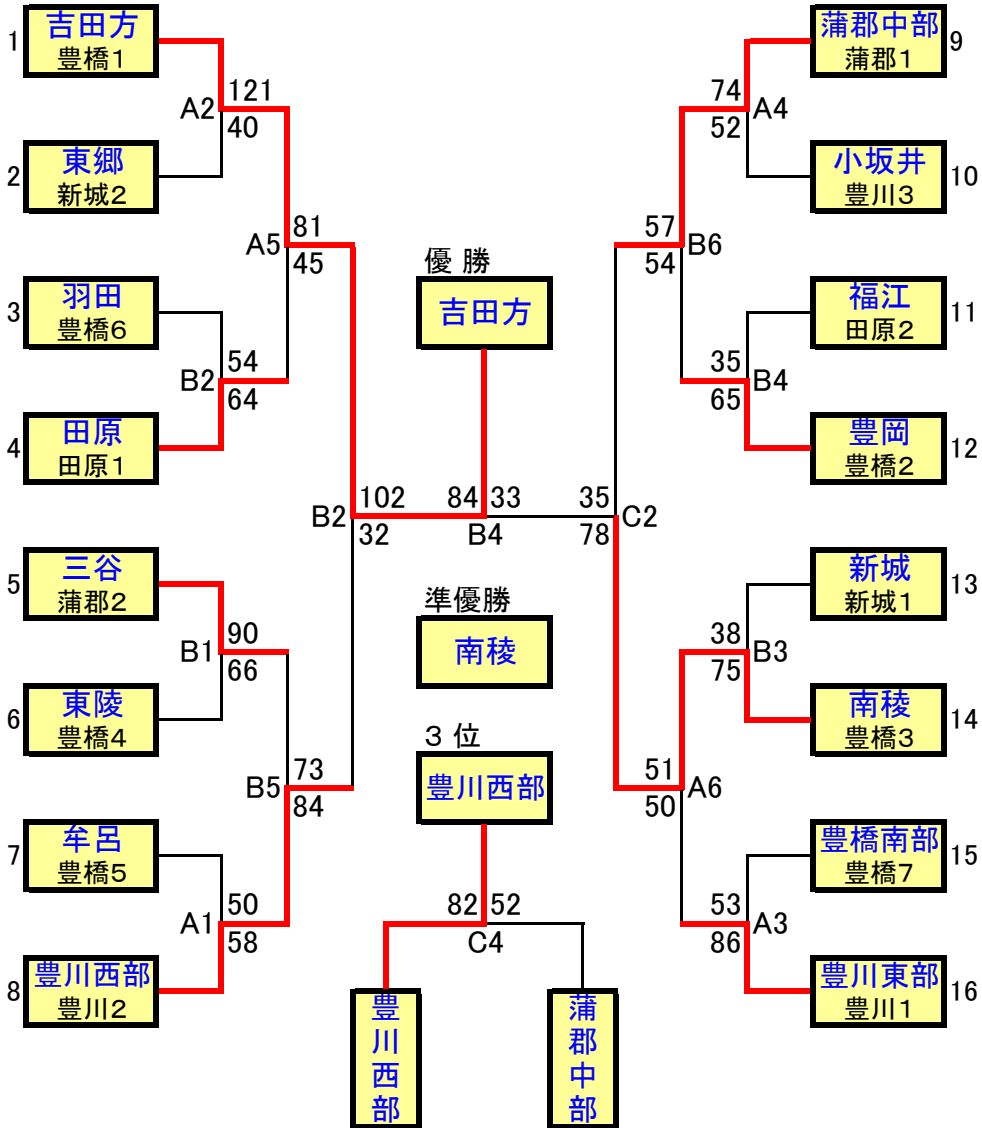 1
吉田方
豊橋1
A2
121
40
2
東郷
新城2
A5
81
45
3
羽田
豊橋6
B2
54
64
4
田原
田原1
B2
102
32
5
三谷
蒲郡2
B1
90
66
6
東陵
豊橋4
B5
73
84
7
牟呂
豊橋5
A1
50
58
8
豊川西部
豊川2
優 勝
吉田方
84 33
B4
準優勝
南稜
３ 位
豊川西部
82 52
C4
豊川西部
蒲郡中部
蒲郡中部
蒲郡1
9
74
52
A4
小坂井
豊川3
10
57
54
B6
福江
田原2
11
35
65
B4
豊岡
豊橋2
12
35
78
C2
新城
新城1
13
38
75
B3
南稜
豊橋3
14
51
50
A6
豊橋南部
豊橋7
15
53
86
A3
豊川東部
豊川1
16